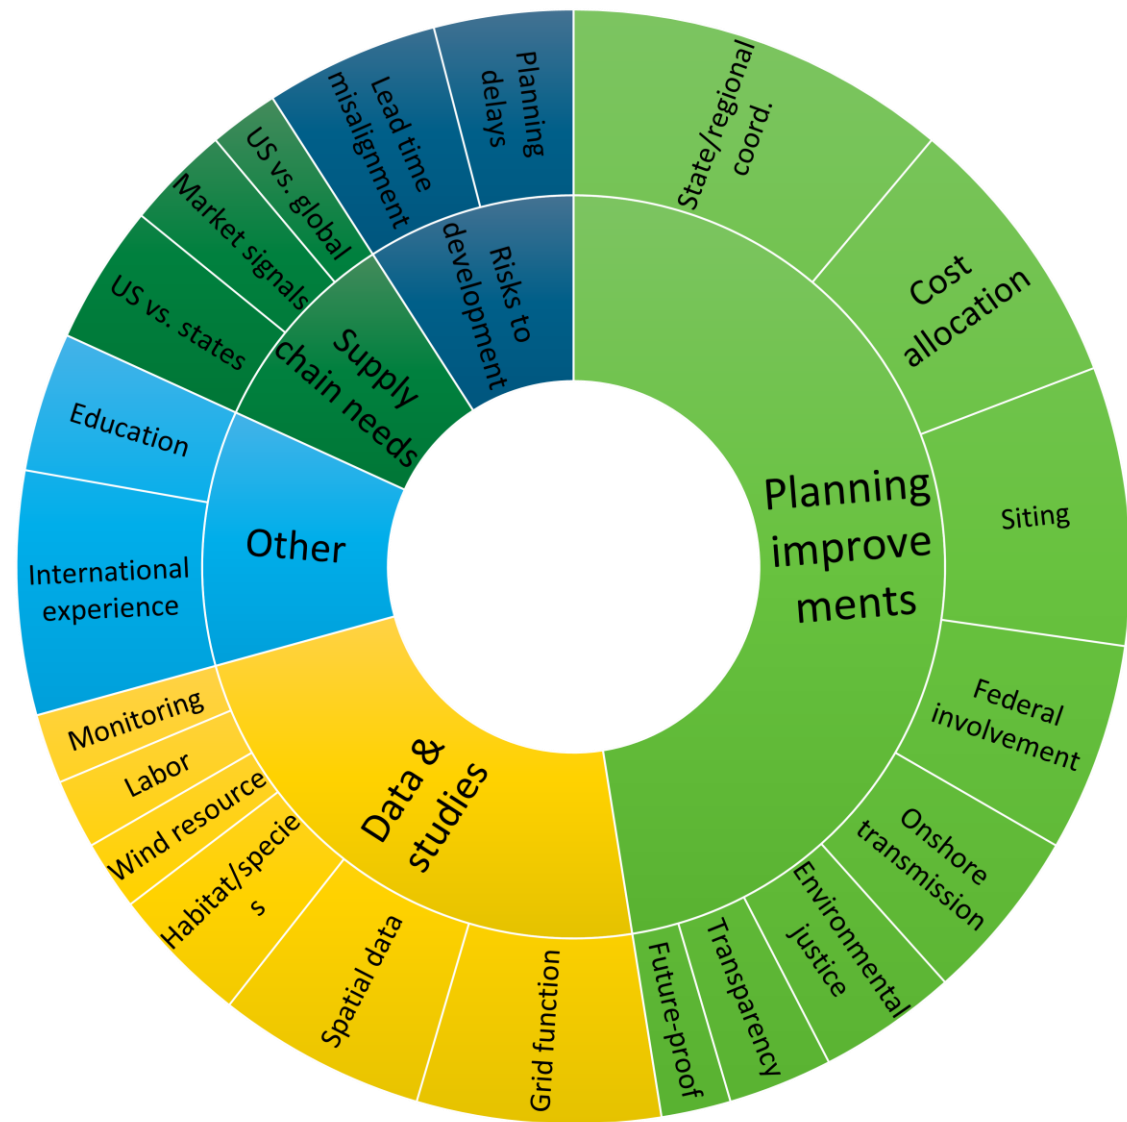 State/regional
coord.
Cost
allocation
Siting
Federal
involvement
Onshore
transmission
Environmental
justice
Transparency
Future-proof
Grid function
Spatial data
Habitat/specie
s
Wind resource
Labor
Monitoring
International
experience
Education
US vs. states
Market signals
US vs. global
Lead time
misalignment
Planning
delays
Planning
improve
ments
Data &
studies
Other
Supply
chain needs
Risks to
development